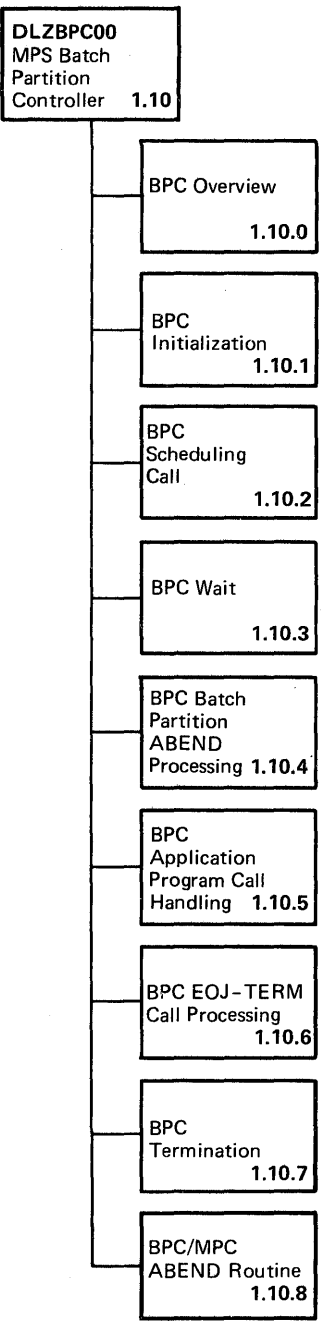 DLZBPC00
MPS Batch
Partition
Controller 1.10
BPC Overview
1.10.0
BPC
Initialization
1.10.1
BPC
Scheduling
Call
1.10.2
BPC Wait
1.10.3
BPC Batch
Partition
ABEND
Processing 1.10.4
BPC
Application
Program Call
Handling 1.10.5
BPC EOJ-TERM
Call Processing
1.10.6
BPC
Termination
1.10.7
BPC/MPC
ABEND Routine
1.10.8